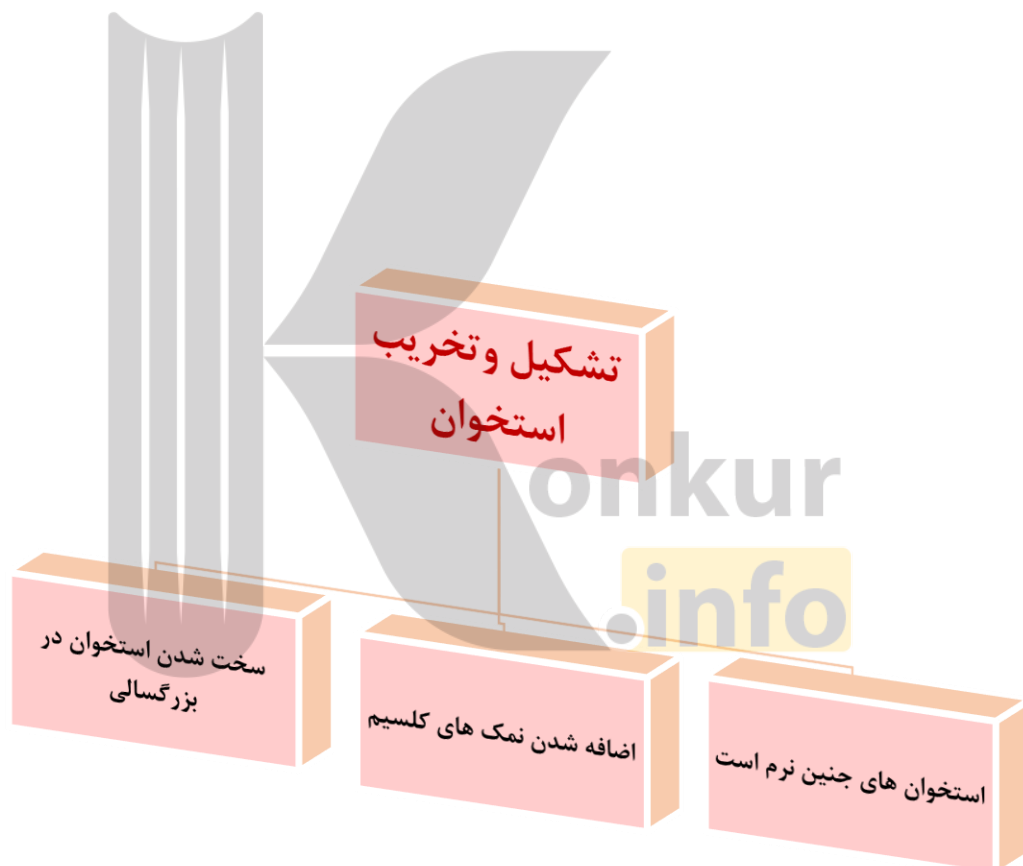 تشکیل وتخریب
استخوان
Konkur
.info
استخوان های جنین نرم است
اضافه شدن نمک های کلسیم
سخت شدن استخوان در
بزرگسالی